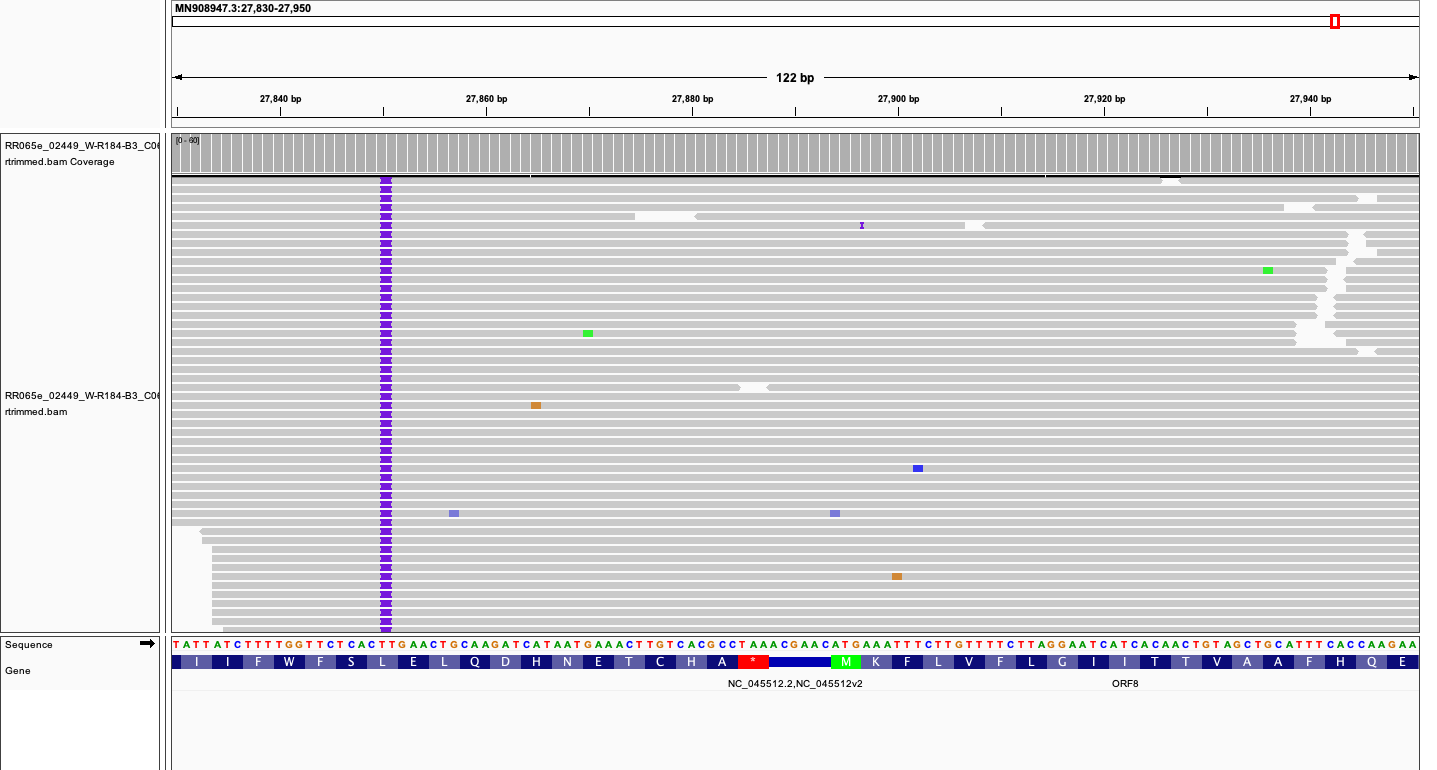 MN908947.3:27,830-27,950
122 bp
27,840 bp 27,860 bp 27,880 bp 27,900 bp 27,920 bp 27,940 bp
RR065e_02449_W-R184-B3_C0
rtrimmed.bam Coverage
[0 - 60]
RR065e_02449_W-R184-B3_C0
rtrimmed.bam
Sequence
TATTATCTTTTGGTTCTCACTTGAACTGCAAGATCATAATGAAACTTGTCACGCCTAAACGAACATGAAATTTCTTGTTTTCTTAGGAATCATCACAACTGTAGCTGCATTTCACCAAGAA
Gene
I I F W F S L E L Q D H N E T C H A * M K F L V F L G I I T T V A A F H Q E
NC_045512.2,NC_045512v2 ORF8